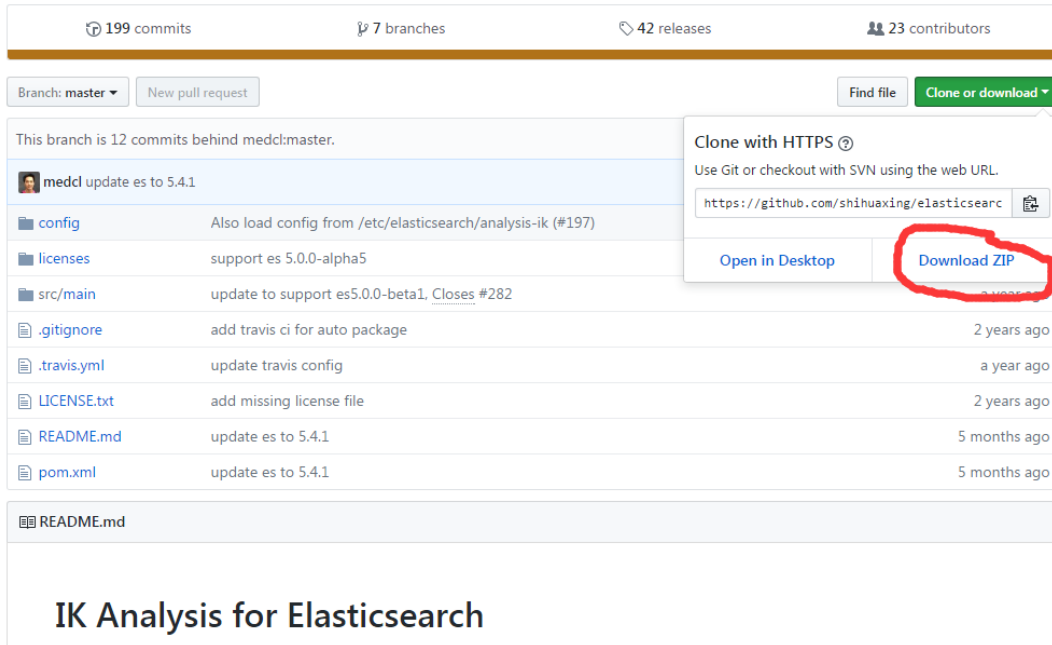 199 commits 7 branches 42 releases 23 contributors
Branch: master New pull request Find file Clone or download
This branch is 12 commits behind medcl:master.
Clone with HTTPS
Use Git or checkout with SVN using the web URL.
https://github.com/shihuaxing/elasticsearc
Open in Desktop Download ZIP
medcl update es to 5.4.1
config Also load config from /etc/elasticsearch/analysis-ik (#197)
licenses support es 5.0.0-alpha5
src/main update to support es5.0.0-beta1, Closes #282 a year ago
.gitignore add travis ci for auto package 2 years ago
.travis.yml update travis config a year ago
LICENSE.txt add missing license file 2 years ago
README.md update es to 5.4.1 5 months ago
pom.xml update es to 5.4.1 5 months ago
README.md
IK Analysis for Elasticsearch